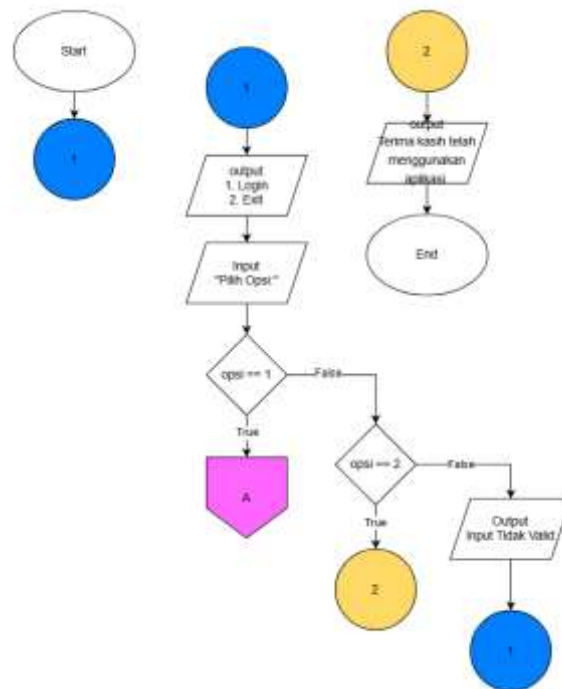 Start
1
1
output
1. Login
2. Exit
Input
"Pilih Opsi:"
opsi == 1
False
True
A
opsi == 2
False
True
2
Output
Input Tidak Valid
1
2
output
Terima kasih telah
menggunakan
aplikasi
End